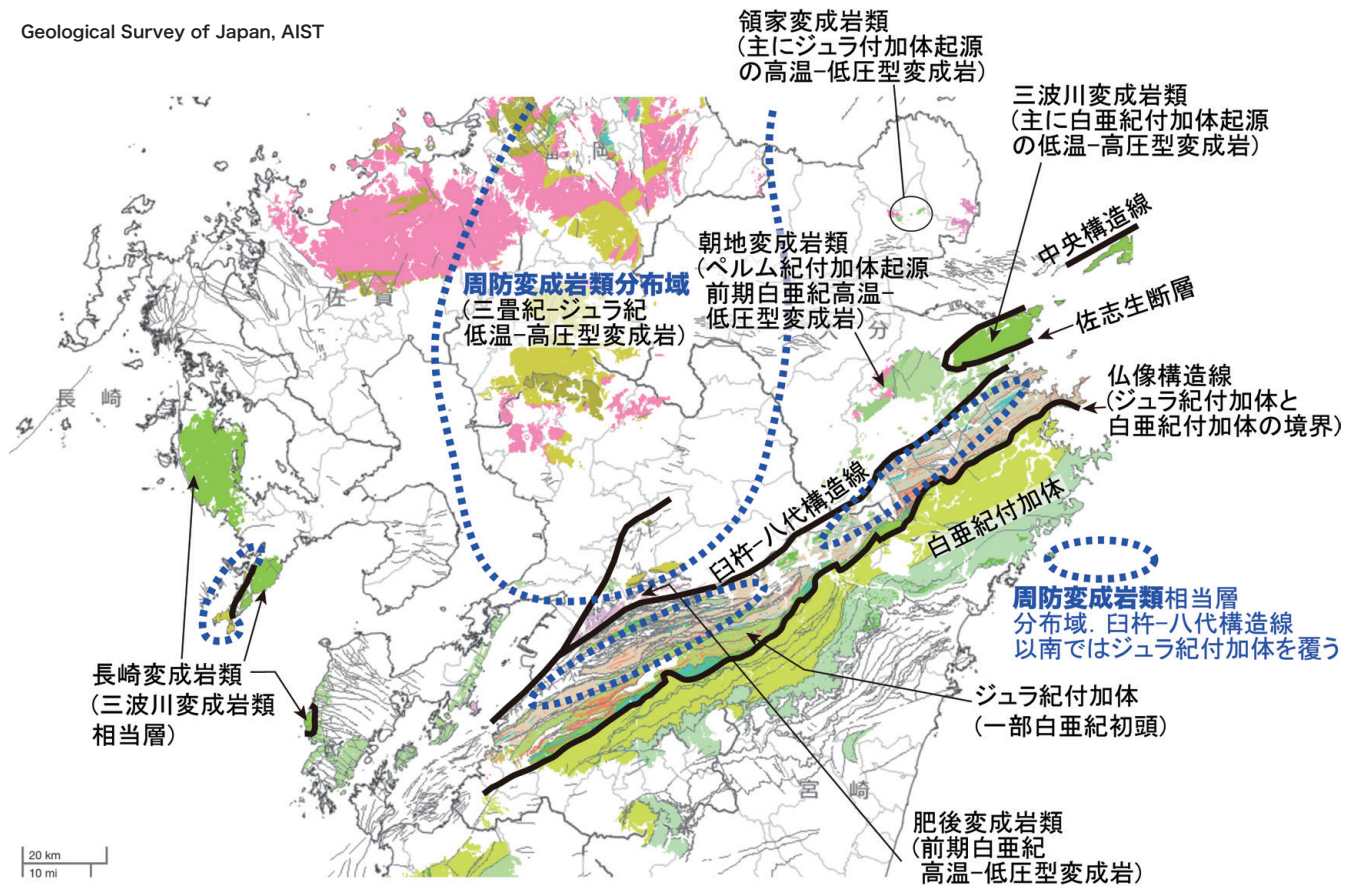 Geological Survey of Japan, AIST
領家変成岩類
(主にジュラ付加体起源
の高温−低圧型変成岩)
三波川変成岩類
(主に白亜紀付加体起源
の低温−高圧型変成岩)
中央構造線
朝地変成岩類
(ペルム紀付加体起源
前期白亜紀高温−
低圧型変成岩)
周防変成岩類分布域
(三畳紀−ジュラ紀
低温−高圧型変成岩)
福岡
佐賀
大分
長崎
佐志生断層
仏像構造線
(ジュラ紀付加体と
白亜紀付加体の境界)
臼杵−八代構造線
白亜紀付加体
周防変成岩類相当層
分布域．臼杵−八代構造線
以南ではジュラ紀付加体を覆う
長崎変成岩類
(三波川変成岩類
相当層)
ジュラ紀付加体
(一部白亜紀初頭)
宮崎
肥後変成岩類
(前期白亜紀
高温−低圧型変成岩)
20 km
10 mi